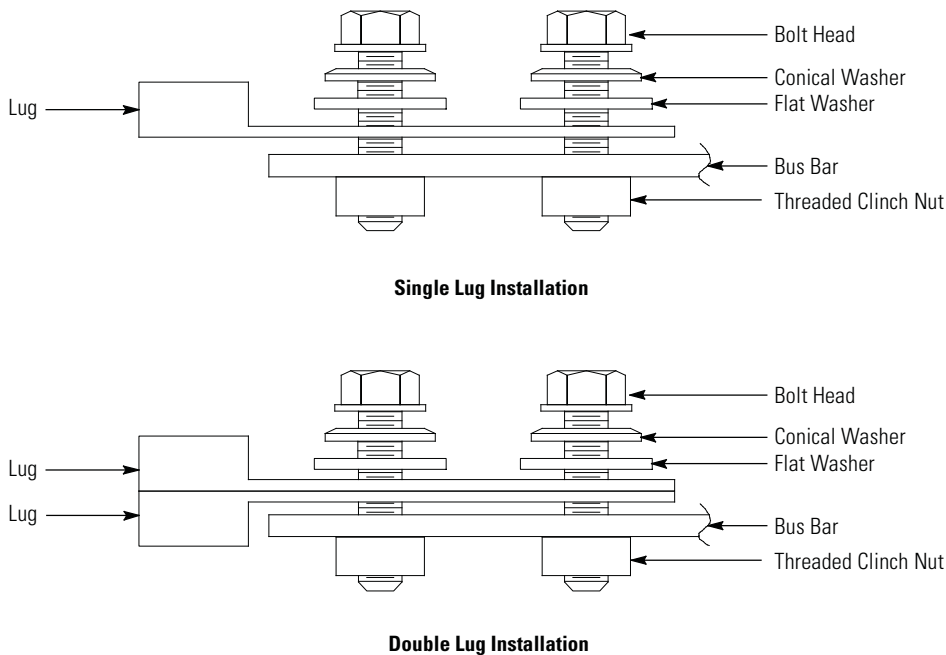 Bolt Head
Conical Washer
Lug
Flat Washer
Bus Bar
Threaded Clinch Nut
Single Lug Installation
Bolt Head
Conical Washer
Lug
Flat Washer
Lug
Bus Bar
Threaded Clinch Nut
Double Lug Installation